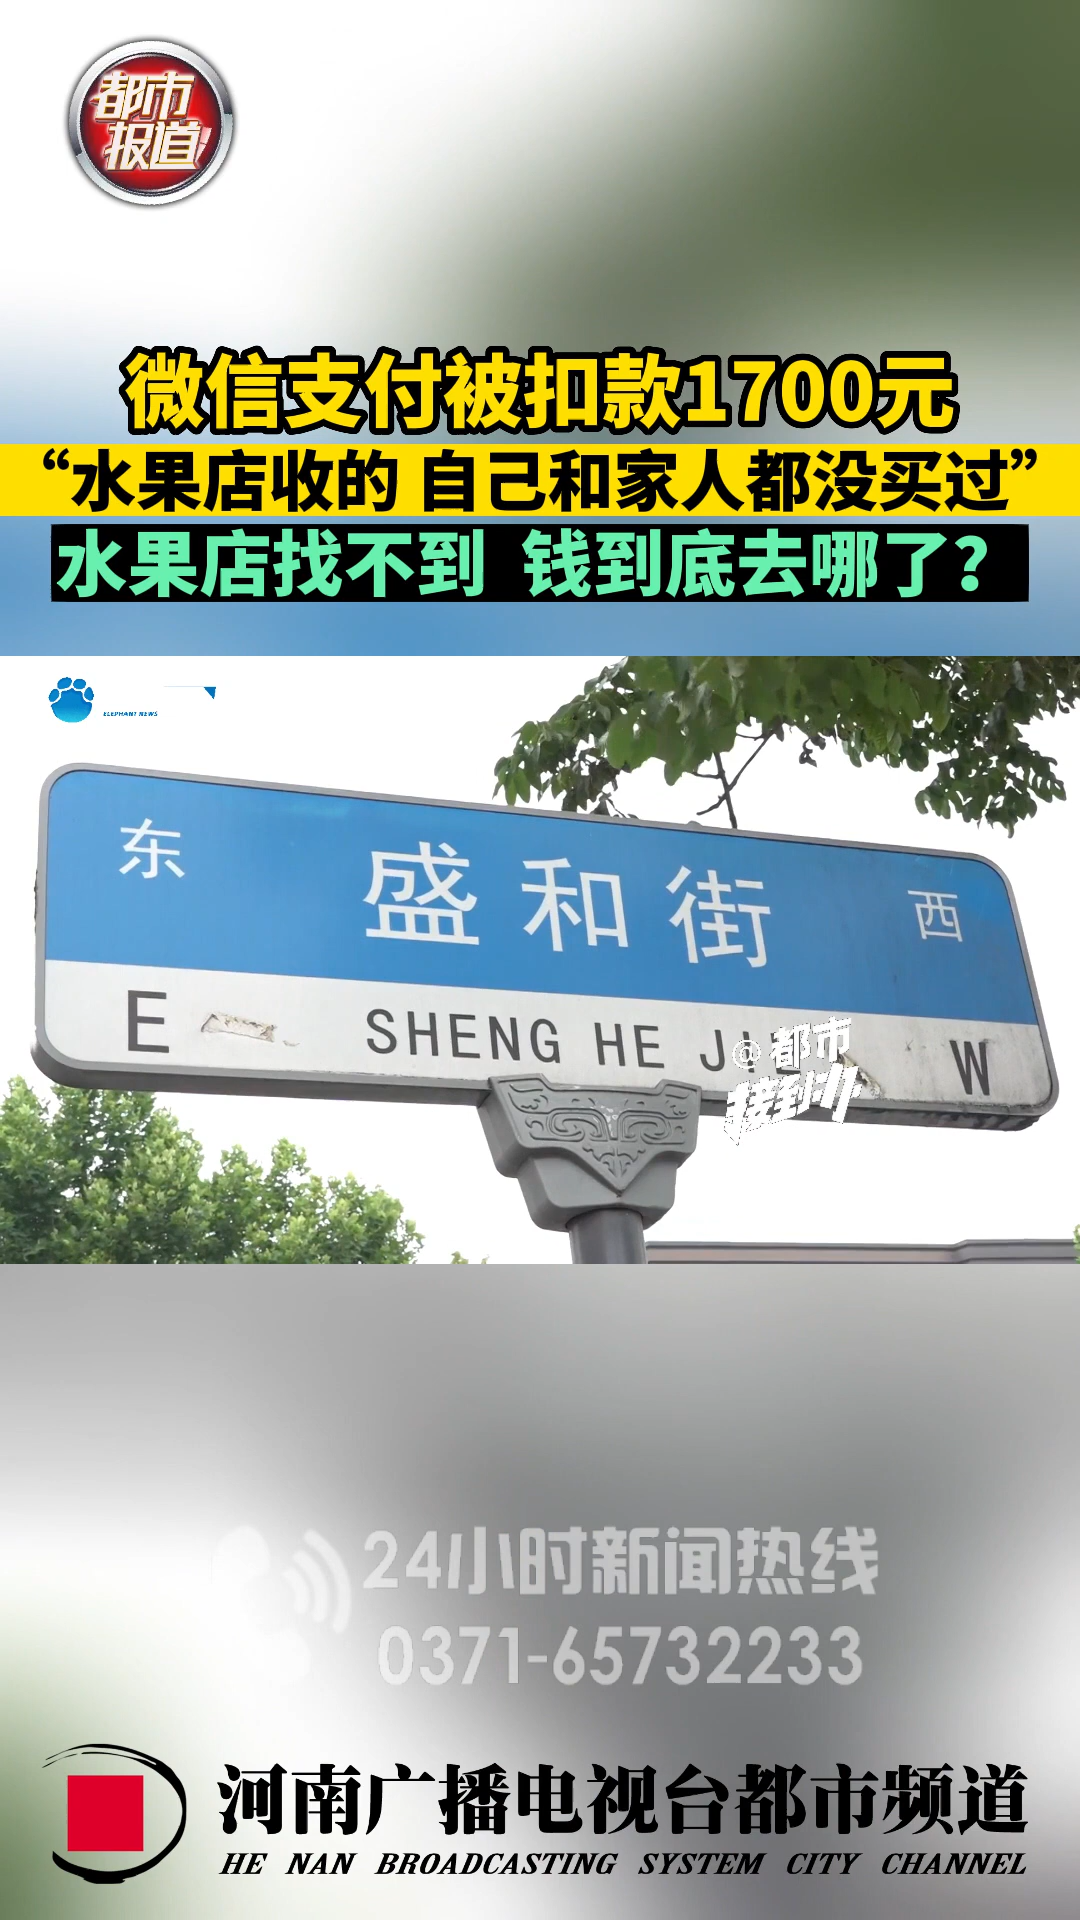 都市
报道
微信支付被扣款1700元
“水果店收的 自己和家人都没买过”
水果店找不到 钱到底去哪了？
ELEPHANT NEWS
东 盛和街 西
E SHENG HE JIE W
@都市
接到办
24小时新闻热线
0371-65732233
河南广播电视台都市频道
HE NAN BROADCASTING SYSTEM CITY CHANNEL